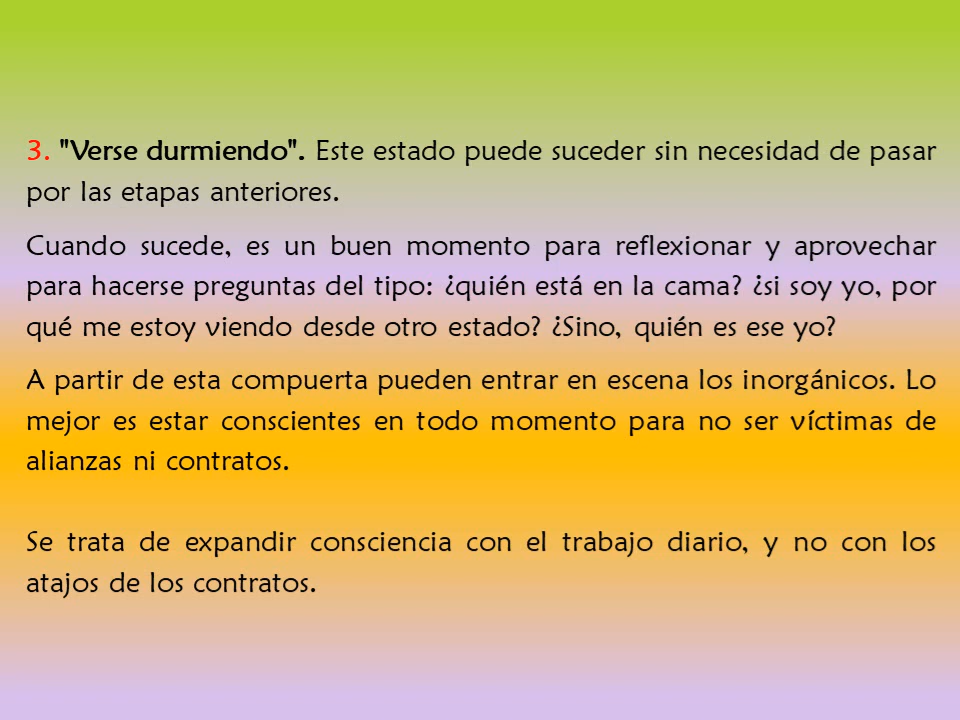 3. "Verse durmiendo". Este estado puede suceder sin necesidad de pasar
por las etapas anteriores.
Cuando sucede, es un buen momento para reflexionar y aprovechar
para hacerse preguntas del tipo: ¿quién está en la cama? ¿si soy yo, por
qué me estoy viendo desde otro estado? ¿Sino, quién es ese yo?
A partir de esta compuerta pueden entrar en escena los inorgánicos. Lo
mejor es estar conscientes en todo momento para no ser víctimas de
alianzas ni contratos.
Se trata de expandir consciencia con el trabajo diario, y no con los
atajos de los contratos.